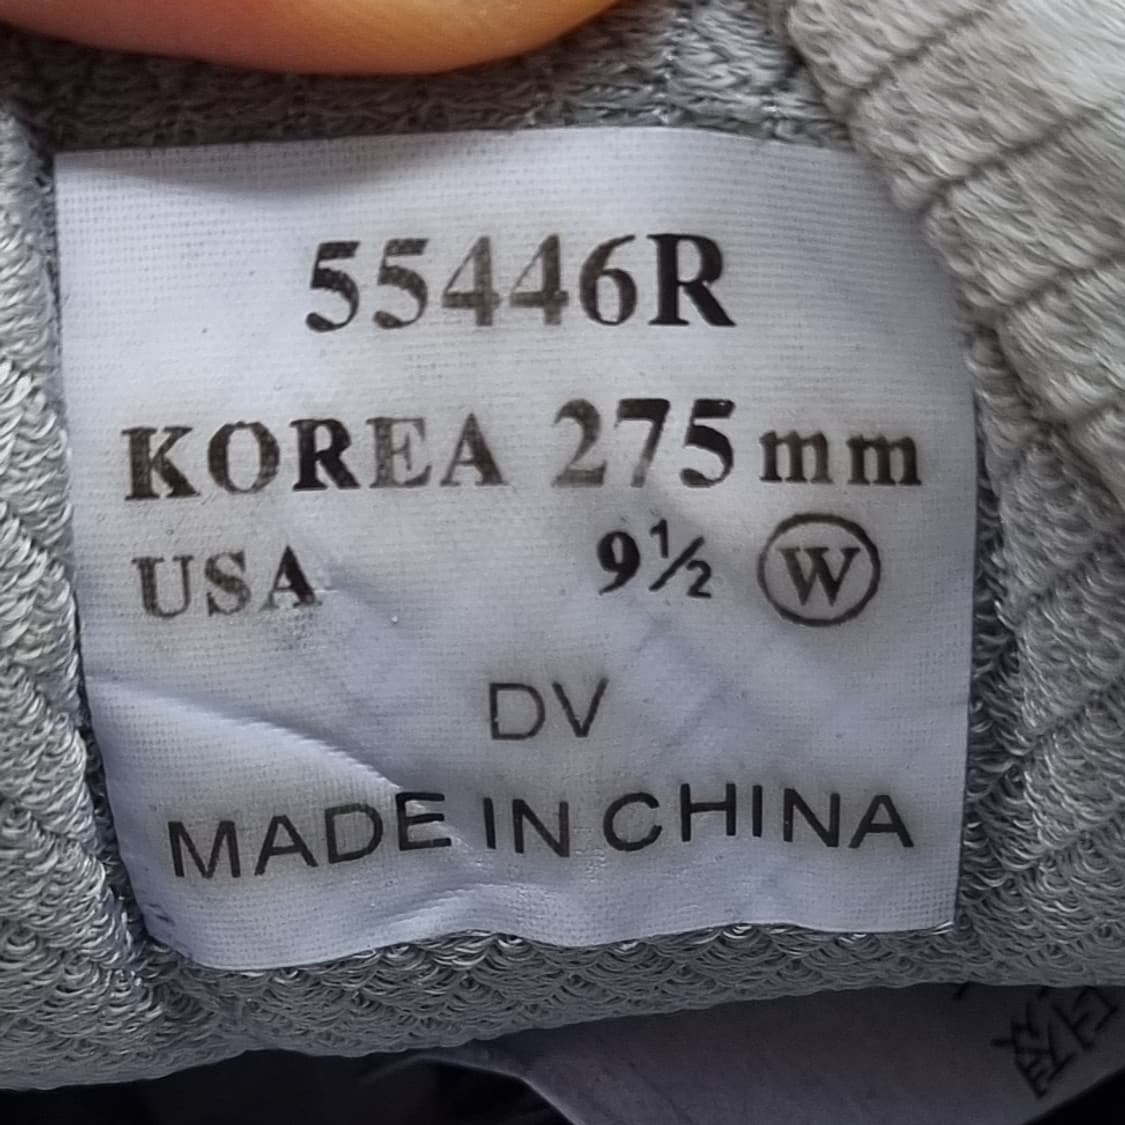 55446R
KOREA 275mm
USA 9½ W
DV
MADE IN CHINA